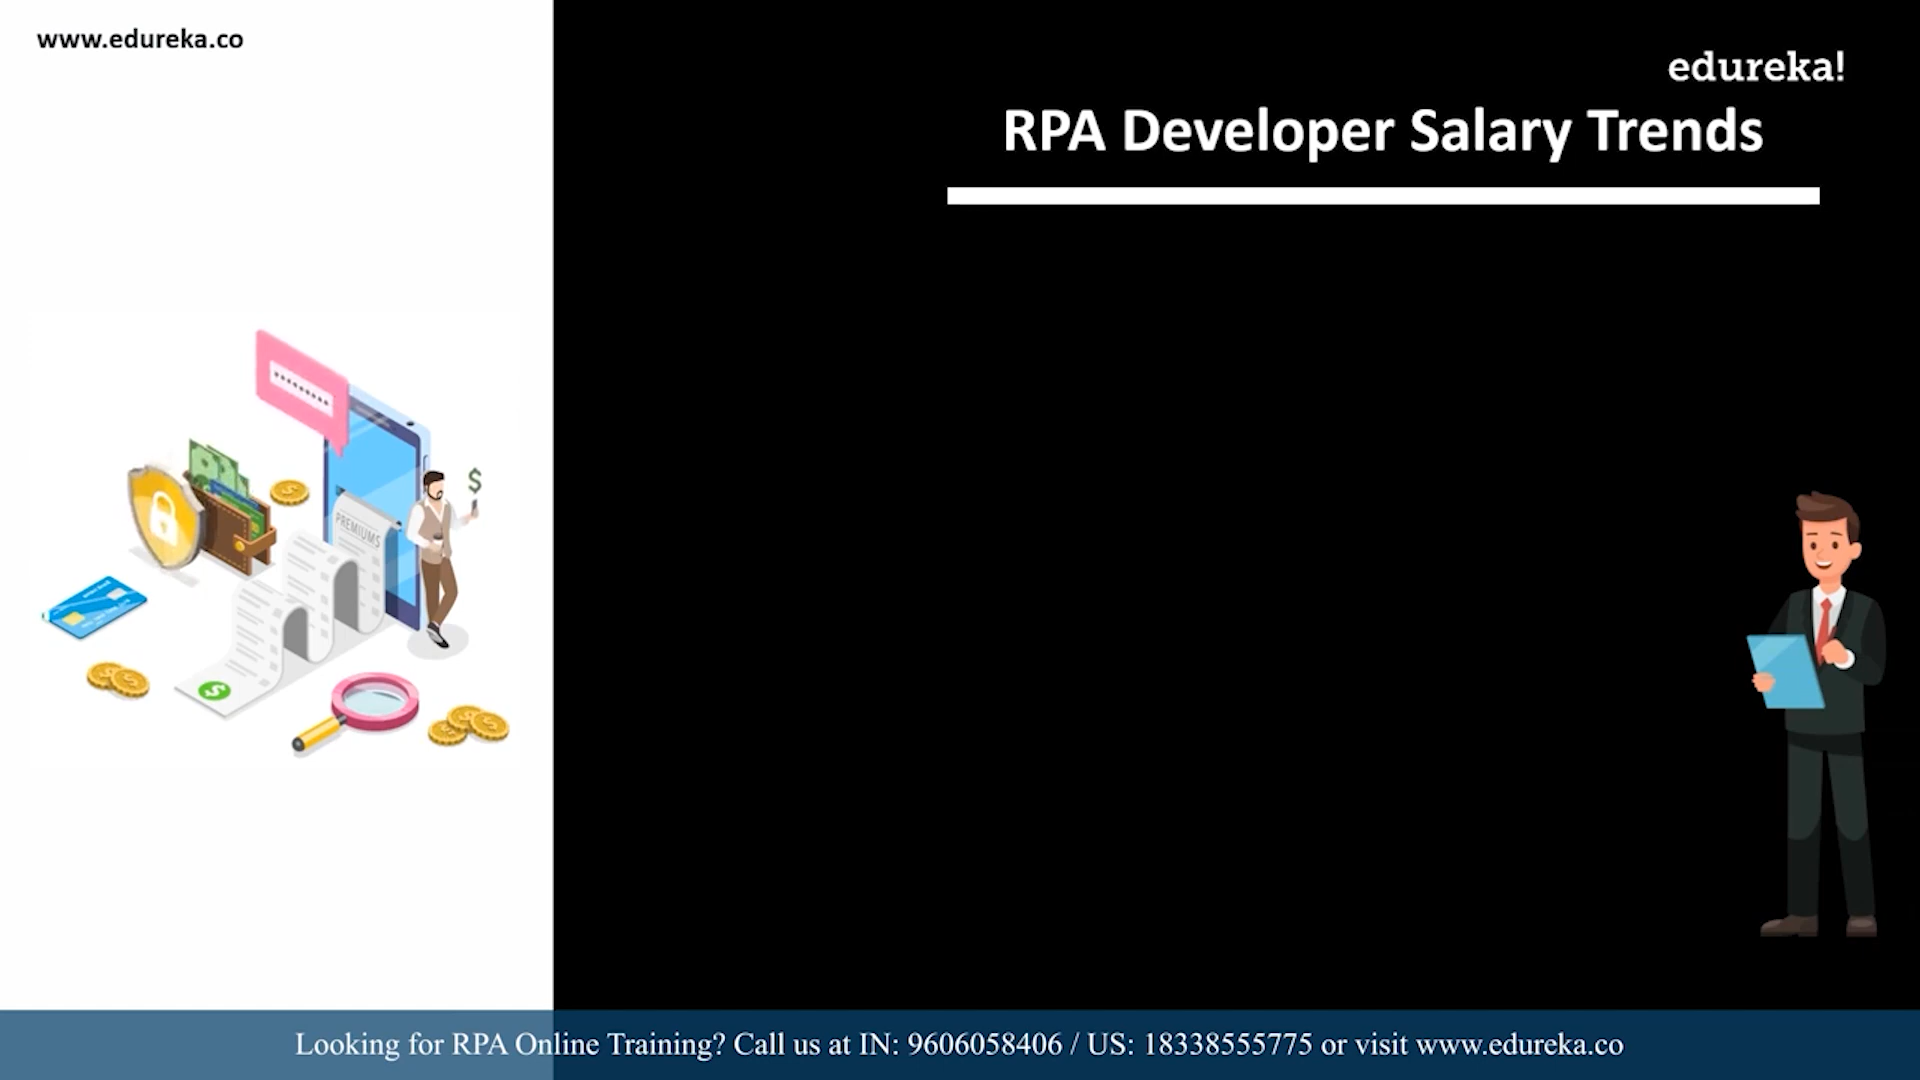 www.edureka.co
edureka!
RPA Developer Salary Trends
PREMIUMS
Looking for RPA Online Training? Call us at IN: 9606058406 / US: 18338555775 or visit www.edureka.co